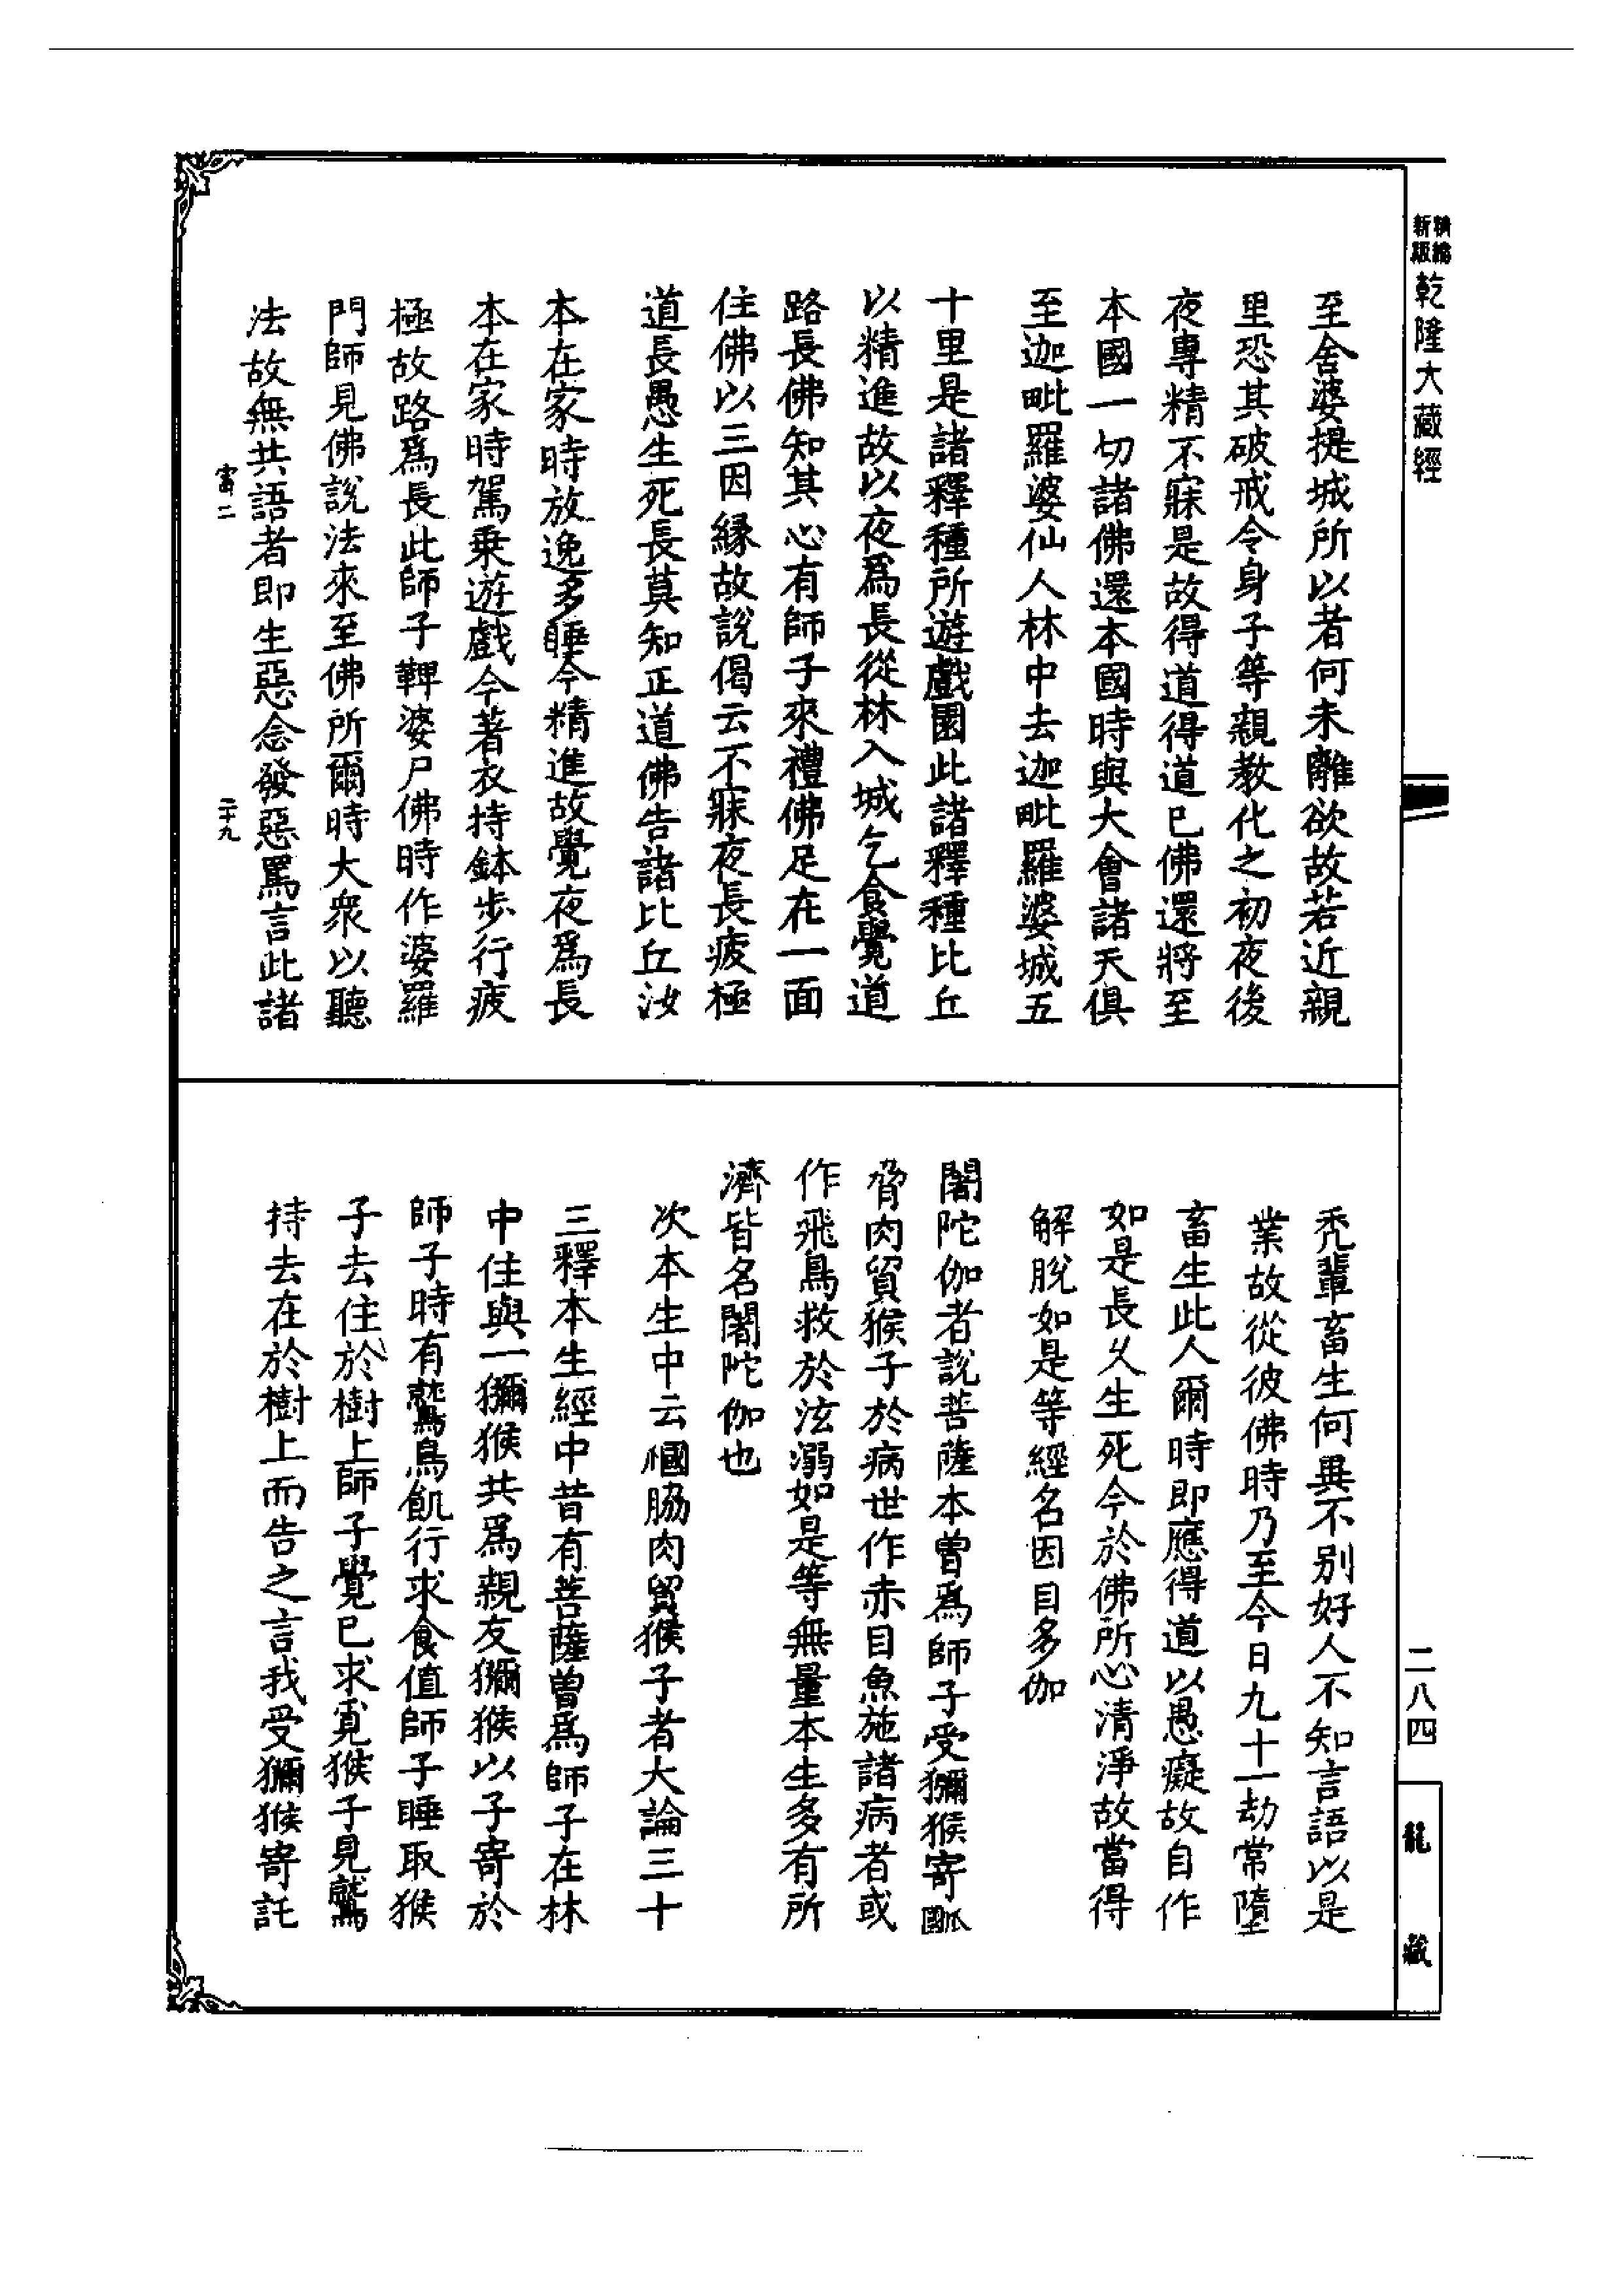 精編
新版
乾隆大藏經
至舍婆提城所以者何未離欲故若近親
里恐其破戒令身子等親教化之初夜後
夜專精不寐是故得道得道已佛還將至
本國一切諸佛還本國時與大會諸天俱
至迦毗羅婆仙人林中去迦毗羅婆城五
十里是諸釋種所遊戲園此諸釋種比丘
以精進故以夜爲長從林入城乞食覺道
路長佛知其心有師子來禮佛足在一面
住佛以三因緣故說偈云不寐夜長疲極
道長愚生死長莫知正道佛告諸比丘汝
本在家時放逸多睡今精進故覺夜爲長
本在家時駕乘遊戲今著衣持鉢步行疲
極故路爲長此師子鞞婆尸佛時作婆羅
門師見佛說法來至佛所爾時大衆以聽
法故無共語者即生惡念發惡罵言此諸
二十九
禿輩畜生何異不别好人不知言語以是
業故從彼佛時乃至今日九十一劫常墮
畜生此人爾時即應得道以愚癡故自作
如是長久生死今於佛所心清淨故當得
解脫如是等經名因目多伽
闍陀伽者說菩薩本曾爲師子受獼猴寄
脅肉貿猴子於病世作赤目魚施諸病者或
作飛鳥救於泫溺如是等無量本生多有所
濟皆名闍陀伽也
次本生中云脇肉貿猴子者大論三十
三釋本生經中昔有菩薩曾爲師子在林
中住與一獼猴共爲親友獼猴以子寄於
師子時有鷲鳥飢行求食值師子睡取猴
子去住於樹上師子覺已求覓猴子見鷲
持去在於樹上而告之言我受獼猴寄託
二八四
龍藏